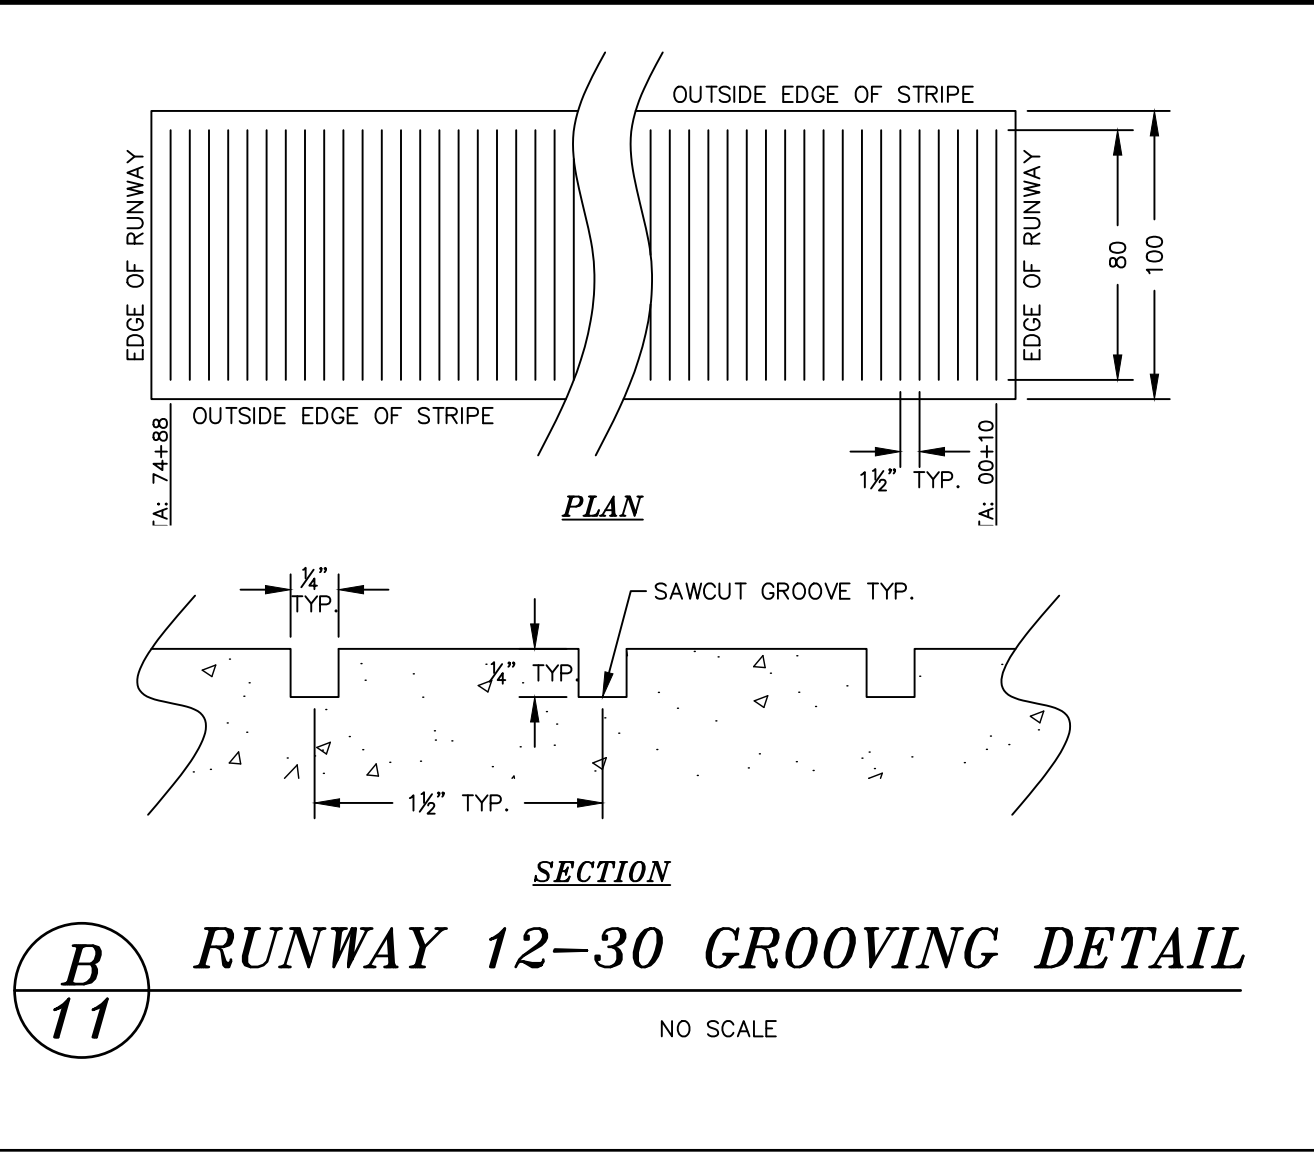 OUTSIDE EDGE OF STRIPE
EDGE OF RUNWAY
EDGE OF RUNWAY
80
100
OUTSIDE EDGE OF STRIPE
TA: 74+88
1½" TYP.
TA: 00+10
PLAN
¼"
TYP.
SAWCUT GROOVE TYP.
¼" TYP.
1½" TYP.
SECTION
B
11
RUNWAY 12-30 GROOVING DETAIL
NO SCALE